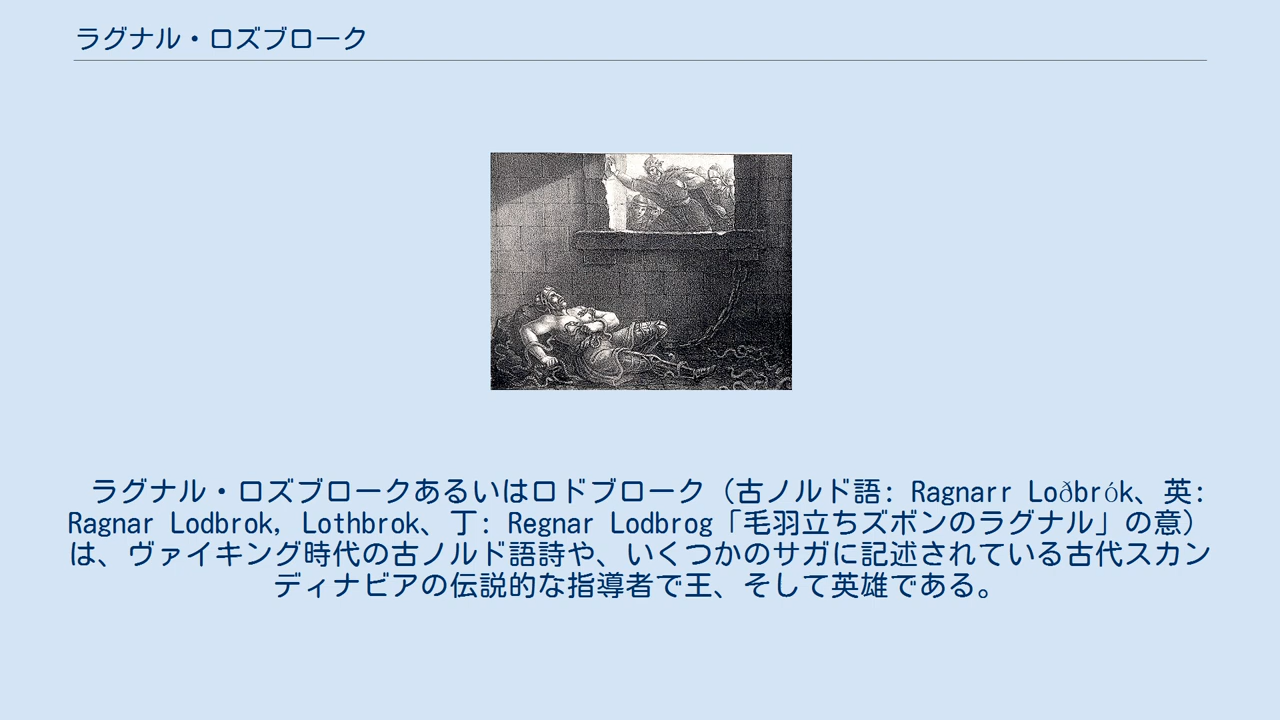 ラグナル・ロズブローク
ラグナル・ロズブロークあるいはロドブローク（古ノルド語: Ragnarr Loðbrók、英:
Ragnar Lodbrok, Lothbrok、丁: Regnar Lodbrog「毛羽立ちズボンのラグナル」の意）
は、ヴァイキング時代の古ノルド語詩や、いくつかのサガに記述されている古代スカン
ディナビアの伝説的な指導者で王、そして英雄である。